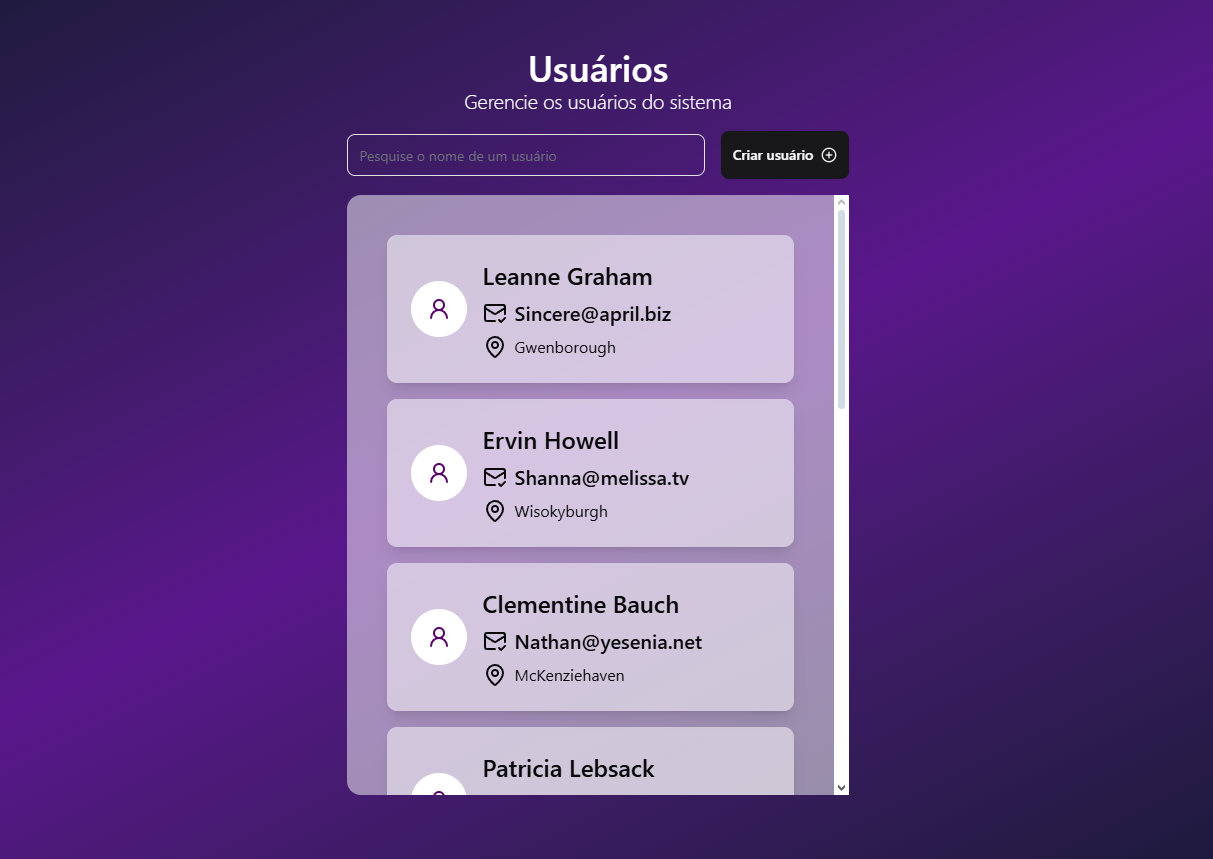 Usuários
Gerencie os usuários do sistema
Pesquise o nome de um usuário
Criar usuário
Leanne Graham
Sincere@april.biz
Gwenborough
Ervin Howell
Shanna@melissa.tv
Wisokyburgh
Clementine Bauch
Nathan@yesenia.net
McKenziehaven
Patricia Lebsack